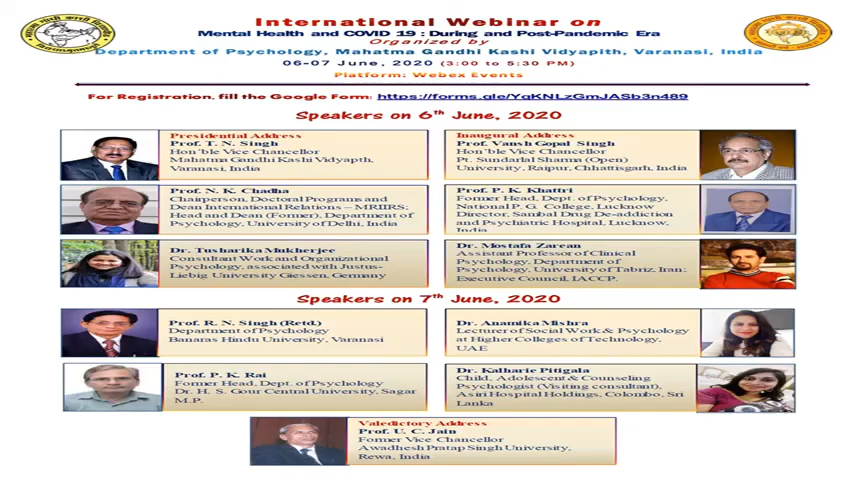 International Webinar on
Mental Health and COVID 19 : During and Post-Pandemic Era
Organized by
Department of Psychology, Mahatma Gandhi Kashi Vidyapith, Varanasi, India
06-07 June, 2020 (3:00 to 5:30 PM)
Platform: Webex Events
For Registration, fill the Google Form: https://forms.gle/YqKNLzGmJASb3n489
Speakers on 6th June, 2020
Presidential Address
Prof. T. N. Singh
Hon'ble Vice Chancellor
Mahatma Gandhi Kashi Vidyapth,
Varanasi, India
Inaugural Address
Prof. Vansh Gopal Singh
Hon'ble Vice Chancellor
Pt. Sundarlal Sharma (Open)
University, Raipur, Chhattisgarh, India
Prof. N. K. Chadha
Chairperson, Doctoral Programs and
Dean International Relations – MRIIRS;
Head and Dean (Former), Department of
Psychology, University of Delhi, India
Prof. P. K. Khattri
Former Head, Dept. of Psychology,
National P. G. College, Lucknow
Director, Sambal Drug De-addiction
and Psychiatric Hospital, Lucknow,
India
Dr. Tusharika Mukherjee
Consultant Work and Organizational
Psychology, associated with Justus-
Liebig University Giessen, Germany
Dr. Mostafa Zarean
Assistant Professor of Clinical
Psychology, Department of
Psychology, University of Tabriz, Iran;
Executive Council, IACCP.
Speakers on 7th June, 2020
Prof. R. N. Singh (Retd.)
Department of Psychology
Banaras Hindu University, Varanasi
Dr. Anamika Mishra
Lecturer of Social Work & Psychology
at Higher Colleges of Technology,
UAE
Prof. P. K. Rai
Former Head, Dept. of Psychology
Dr. H. S. Gour Central University, Sagar
M.P.
Dr. Kalharie Pitigala
Child, Adolescent & Counseling
Psychologist (Visiting consultant),
Asiri Hospital Holdings, Colombo, Sri
Lanka
Valedictory Address
Prof. U. C. Jain
Former Vice Chancellor
Awadhesh Pratap Singh University,
Rewa, India